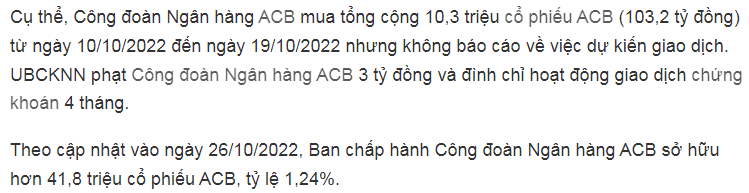 Cụ thể, Công đoàn Ngân hàng ACB mua tổng cộng 10,3 triệu cổ phiếu ACB (103,2 tỷ đồng)
từ ngày 10/10/2022 đến ngày 19/10/2022 nhưng không báo cáo về việc dự kiến giao dịch.
UBCKNN phạt Công đoàn Ngân hàng ACB 3 tỷ đồng và đình chỉ hoạt động giao dịch chứng
khoán 4 tháng.
Theo cập nhật vào ngày 26/10/2022, Ban chấp hành Công đoàn Ngân hàng ACB sở hữu
hơn 41,8 triệu cổ phiếu ACB, tỷ lệ 1,24%.